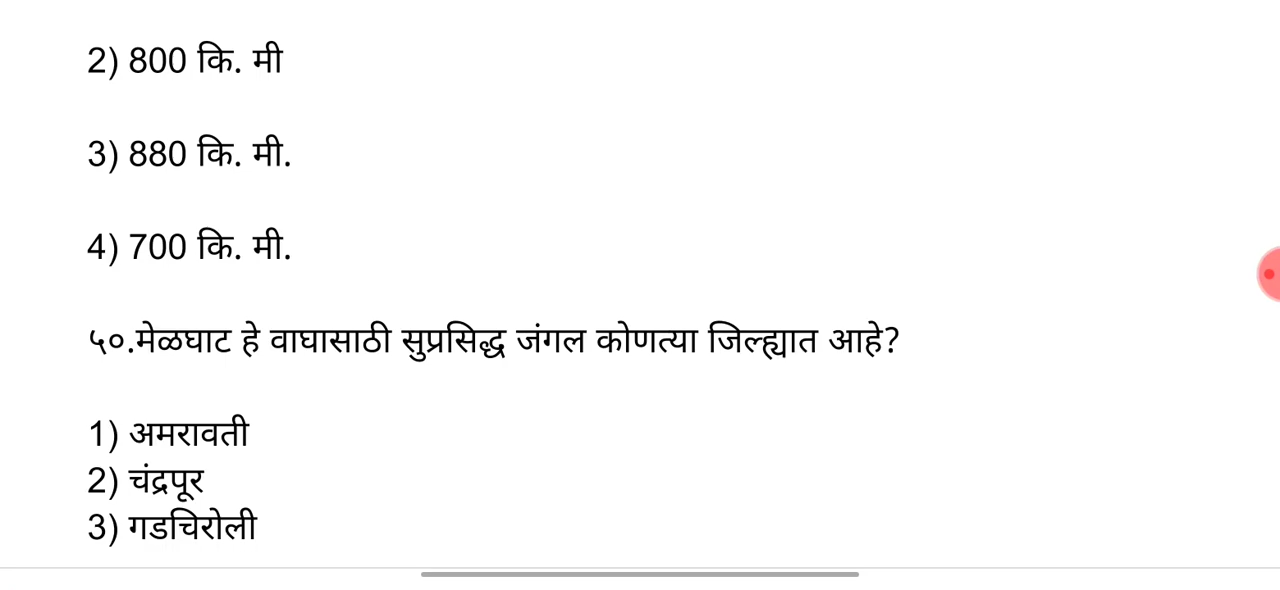 2) 800 कि. मी
3) 880 कि. मी.
4) 700 कि. मी.
५०.मेळघाट हे वाघासाठी सुप्रसिद्ध जंगल कोणत्या जिल्ह्यात आहे?
1) अमरावती
2) चंद्रपूर
3) गडचिरोली